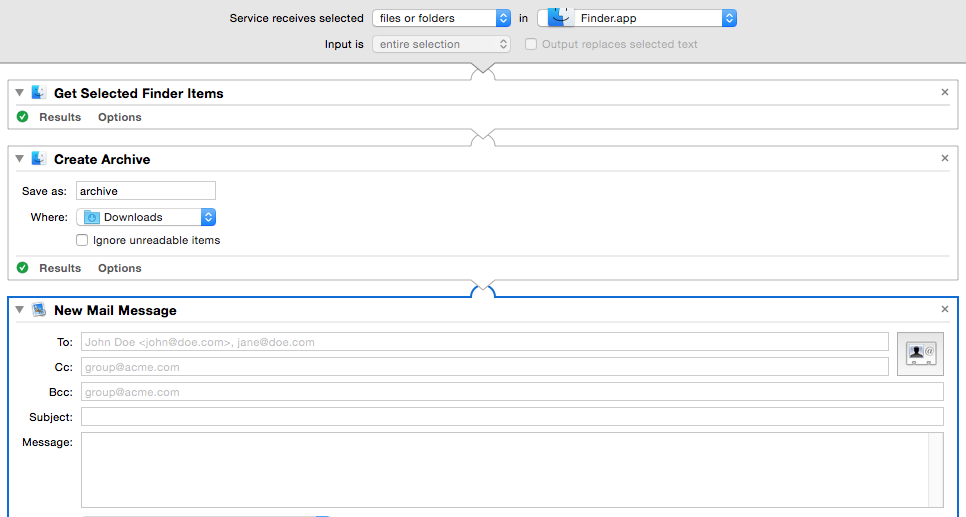 Service receives selected files or folders in Finder.app
Input is entire selection Output replaces selected text
Get Selected Finder Items
Results Options
Create Archive
Save as: archive
Where: Downloads
Ignore unreadable items
Results Options
New Mail Message
To: John Doe <john@doe.com>, jane@doe.com
Cc: group@acme.com
Bcc: group@acme.com
Subject:
Message: